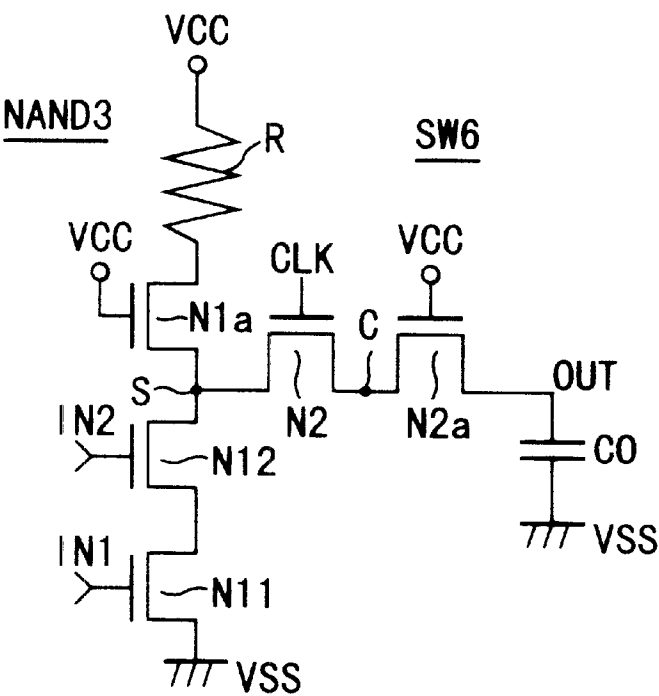 VCC
NAND3
R
SW6
VCC
CLK
VCC
N1a
C
S
OUT
IN2
N2
N2a
N12
CO
IN1
VSS
N11
VSS